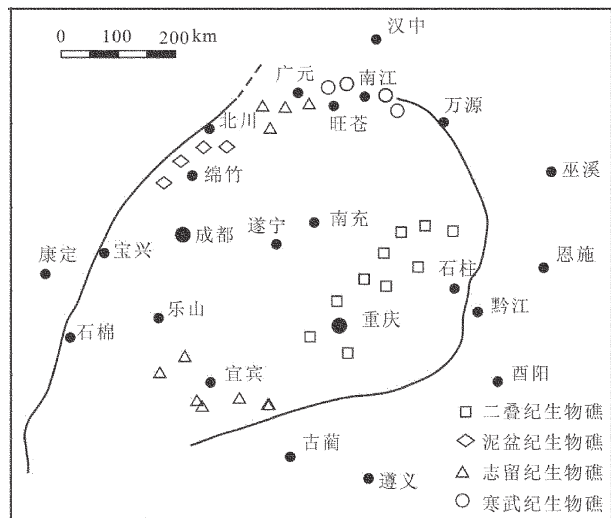 汉中
0 100 200 km
广元
南江
旺苍
万源
北川
绵竹
巫溪
南充
遂宁
成都
康定
宝兴
恩施
石柱
黔江
乐山
重庆
石棉
宜宾
酉阳
古蔺
遵义
二叠纪生物礁
泥盆纪生物礁
志留纪生物礁
寒武纪生物礁